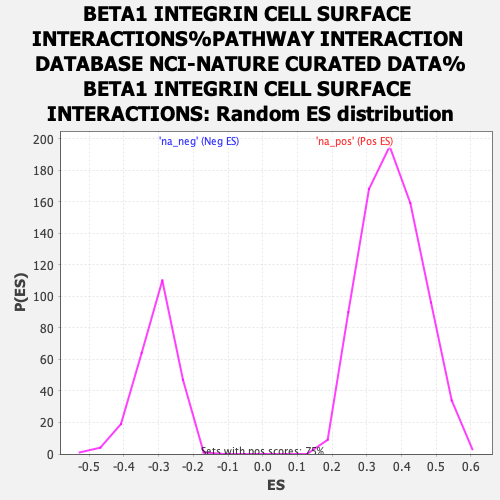 BETA1 INTEGRIN CELL SURFACE
INTERACTIONS%PATHWAY INTERACTION
DATABASE NCI-NATURE CURATED DATA%
BETA1 INTEGRIN CELL SURFACE
INTERACTIONS: Random ES distribution
'na_neg' (Neg ES) 'na_pos' (Pos ES)
200
180
160
140
120
100
80
60
40
20
0
P(ES)
Sets with pos scores: 75%
-0.5 -0.4 -0.3 -0.2 -0.1 0.0 0.1 0.2 0.3 0.4 0.5 0.6
ES